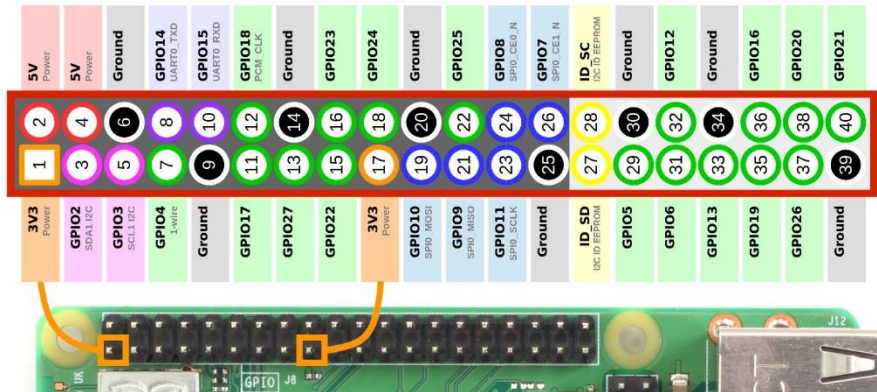 5V
Power
5V
Power
Ground
GPIO14
UART0_TXD
GPIO15
UART0_RXD
GPIO18
PCM_CLK
Ground
GPIO23
GPIO24
Ground
GPIO25
GPIO08
SPI0_CE0_N
GPIO07
SPI0_CE1_N
ID_SC
I2C ID EEPROM
Ground
GPIO12
Ground
GPIO16
GPIO20
GPIO21
2 4 6 8 10 12 14 16 18 20 22 24 26 28 30 32 34 36 38 40
1 3 5 7 9 11 13 15 17 19 21 23 25 27 29 31 33 35 37 39
3V3
Power
GPIO2
SDA1 I2C
GPIO3
SCL1 I2C
GPIO4
1-wire
Ground
GPIO17
GPIO27
GPIO22
3V3
Power
GPIO10
SPI0_MOSI
GPIO09
SPI0_MISO
GPIO11
SPI0_SCLK
Ground
ID_SD
I2C ID EEPROM
GPIO5
GPIO6
GPIO13
GPIO19
GPIO26
Ground
UK
GPIO
J8
J12